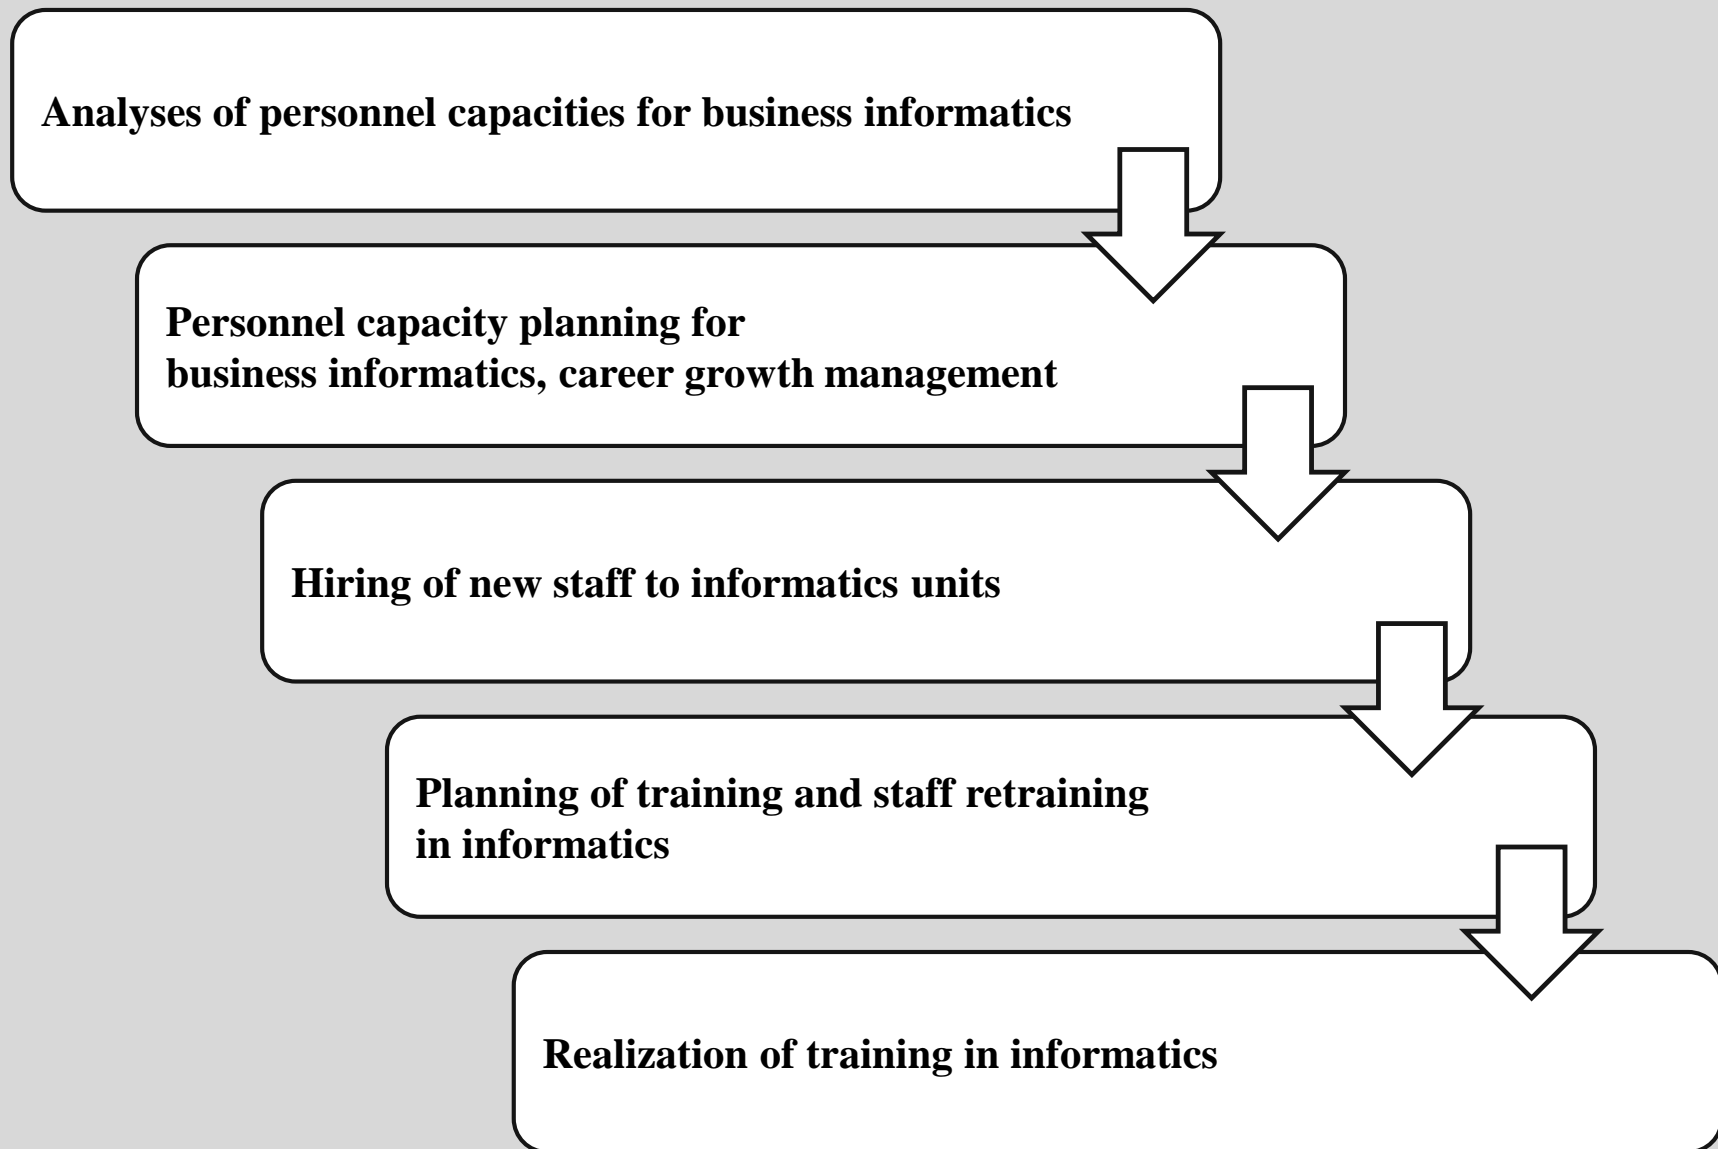 Analyses of personnel capacities for business informatics
Personnel capacity planning for
business informatics, career growth management
Hiring of new staff to informatics units
Planning of training and staff retraining
in informatics
Realization of training in informatics